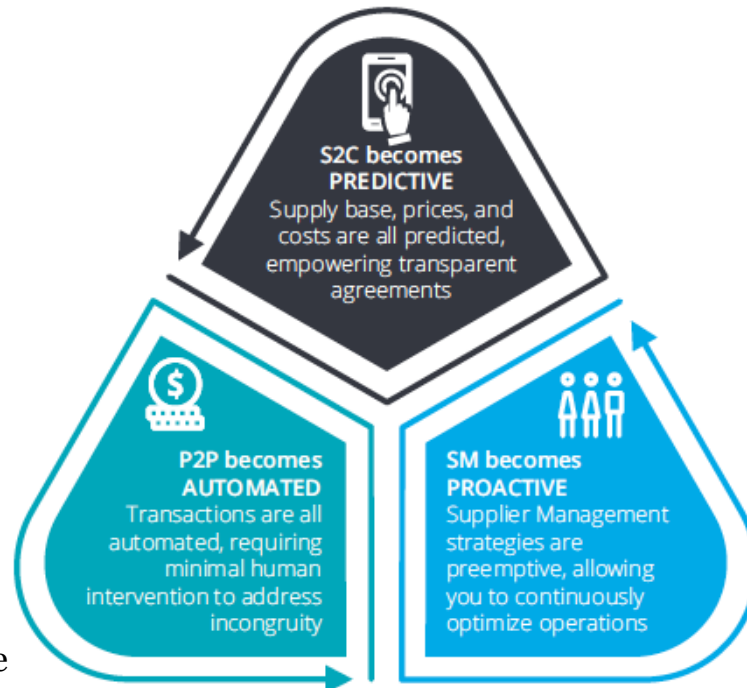 S2C becomes
PREDICTIVE
Supply base, prices, and
costs are all predicted,
empowering transparent
agreements
$
P2P becomes
AUTOMATED
Transactions are all
automated, requiring
minimal human
intervention to address
incongruity
SM becomes
PROACTIVE
Supplier Management
strategies are
preemptive, allowing
you to continuously
optimize operations
e